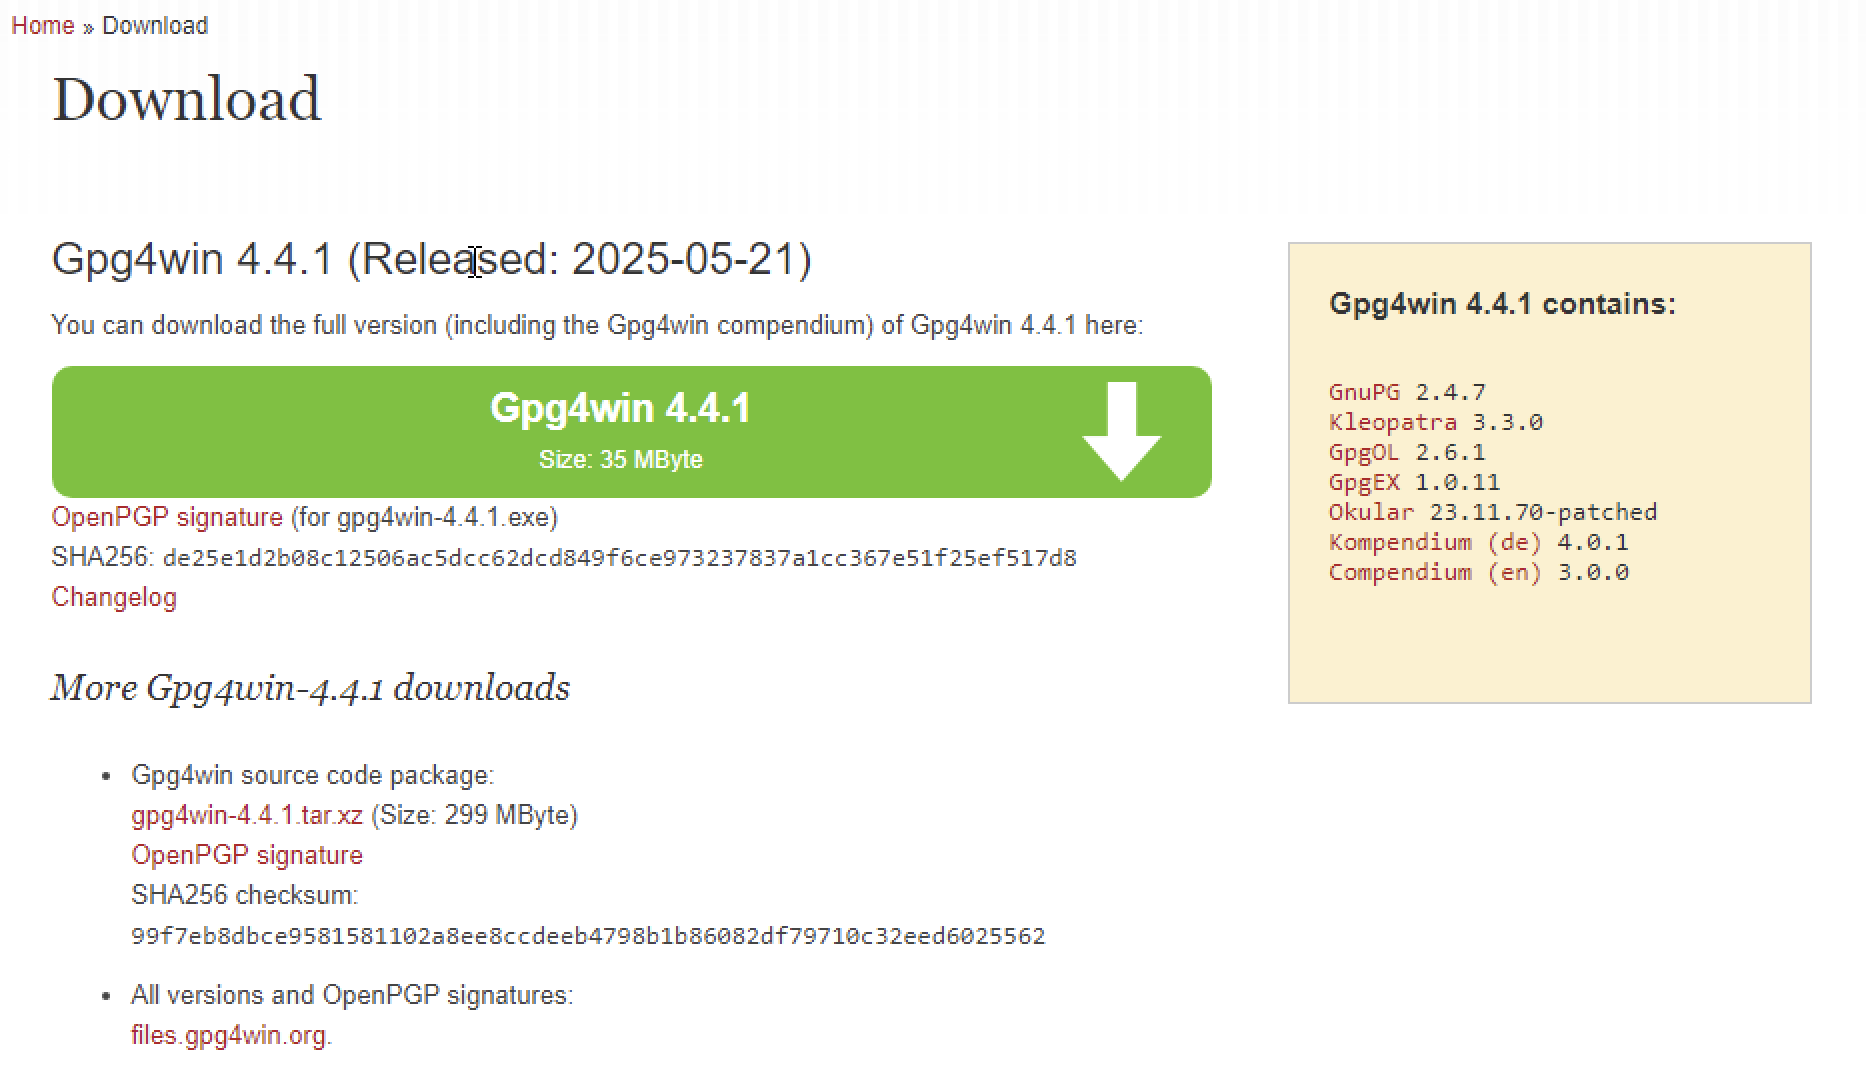 Home » Download
Download
Gpg4win 4.4.1 (Released: 2025-05-21)
You can download the full version (including the Gpg4win compendium) of Gpg4win 4.4.1 here:
Gpg4win 4.4.1
Size: 35 MByte
OpenPGP signature (for gpg4win-4.4.1.exe)
SHA256: de25e1d2b08c12506ac5dcc62dcd849f6ce973237837a1cc367e51f25ef517d8
Changelog
More Gpg4win-4.4.1 downloads
• Gpg4win source code package:
gpg4win-4.4.1.tar.xz (Size: 299 MByte)
OpenPGP signature
SHA256 checksum:
99f7eb8dbce9581581102a8ee8ccdeeb4798b1b86082df79710c32eed6025562
• All versions and OpenPGP signatures:
files.gpg4win.org.
Gpg4win 4.4.1 contains:
GnuPG 2.4.7
Kleopatra 3.3.0
GpgOL 2.6.1
GpgEX 1.0.11
Okular 23.11.70-patched
Kompendium (de) 4.0.1
Compendium (en) 3.0.0